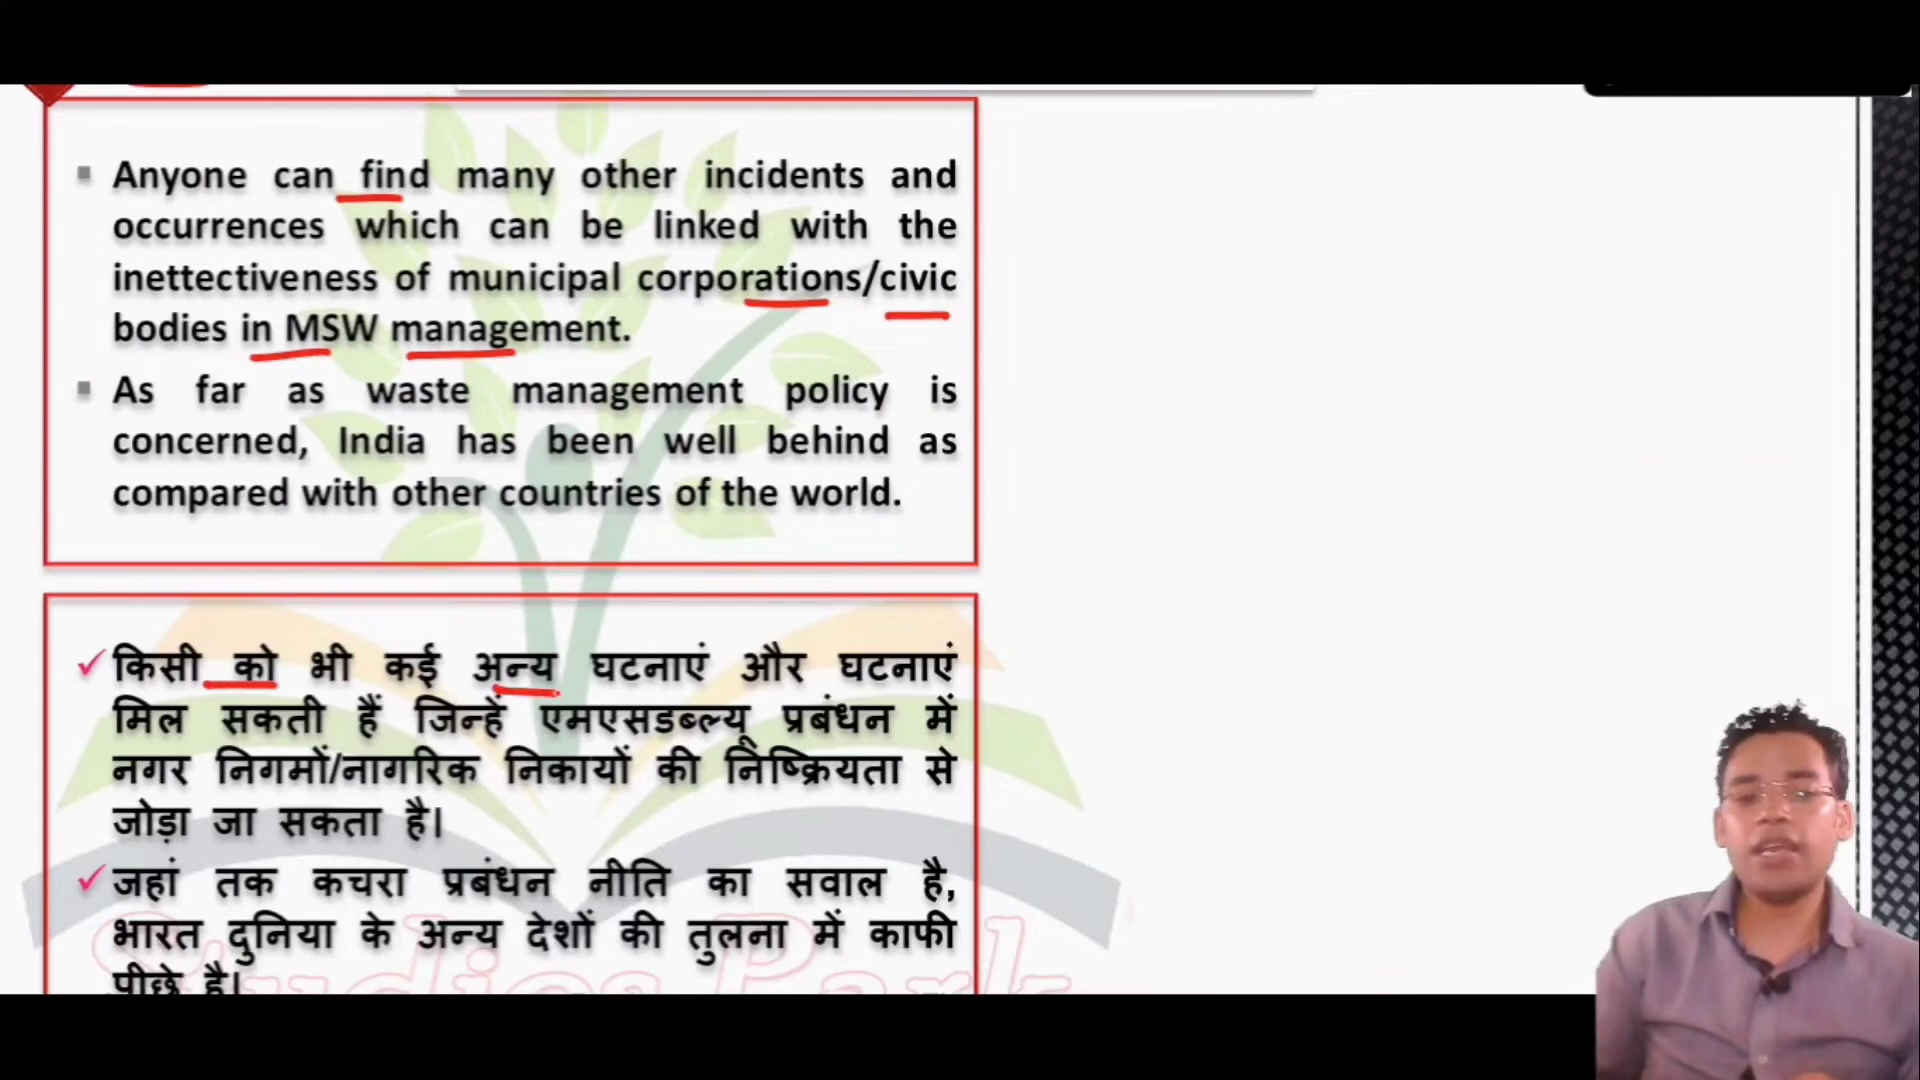 Anyone can find many other incidents and
occurrences which can be linked with the
inettectiveness of municipal corporations/civic
bodies in MSW management.
As far as waste management policy is
concerned, India has been well behind as
compared with other countries of the world.
किसी को भी कई अन्य घटनाएं और घटनाएं
मिल सकती हैं जिन्हें एमएसडब्ल्यू प्रबंधन में
नगर निगमों/नागरिक निकायों की निष्क्रियता से
जोड़ा जा सकता है।
जहां तक कचरा प्रबंधन नीति का सवाल है,
भारत दुनिया के अन्य देशों की तुलना में काफी
पीछे है।
Studies Park